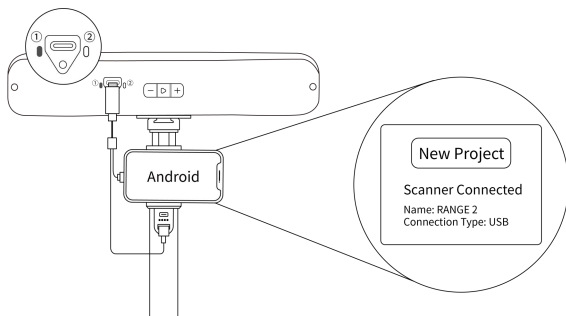 ① ②
① ②
Android
New Project
Scanner Connected
Name: RANGE 2
Connection Type: USB